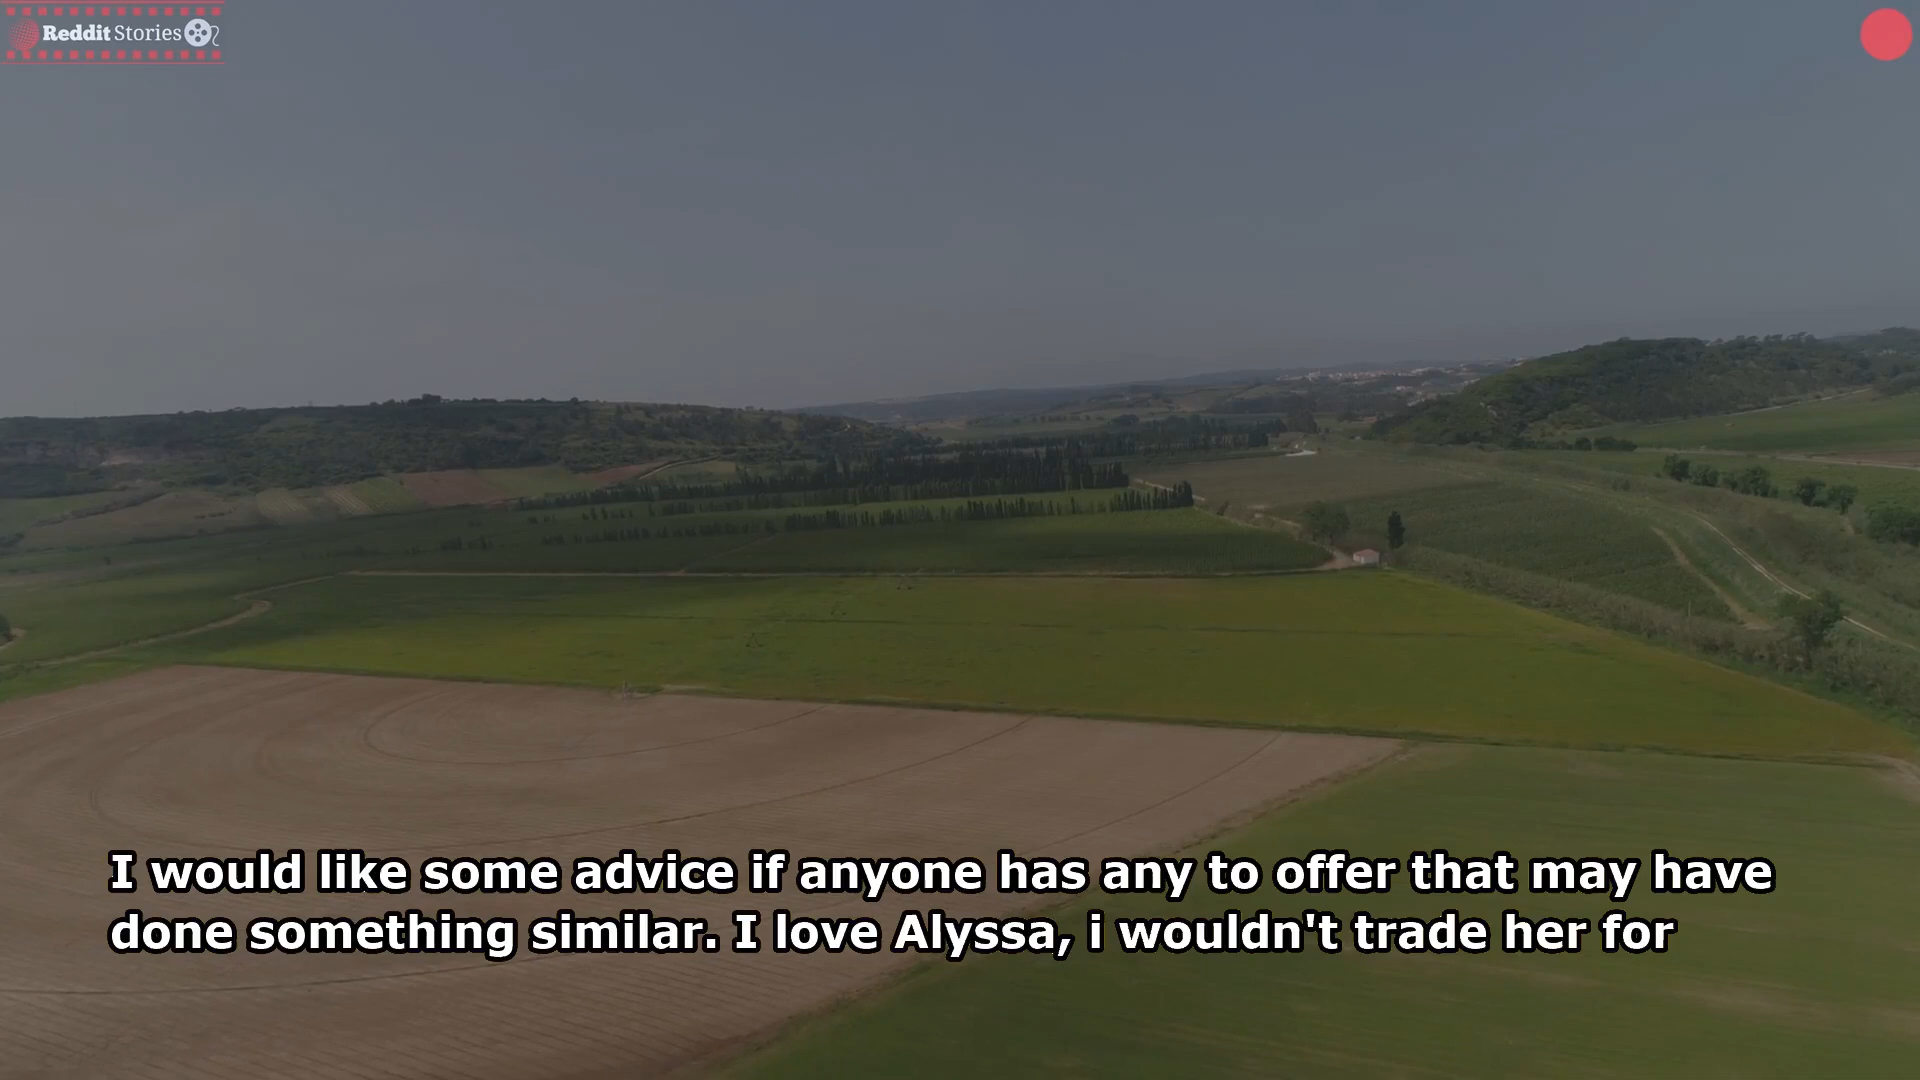 Reddit Stories
I would like some advice if anyone has any to offer that may have
done something similar. I love Alyssa, i wouldn't trade her for